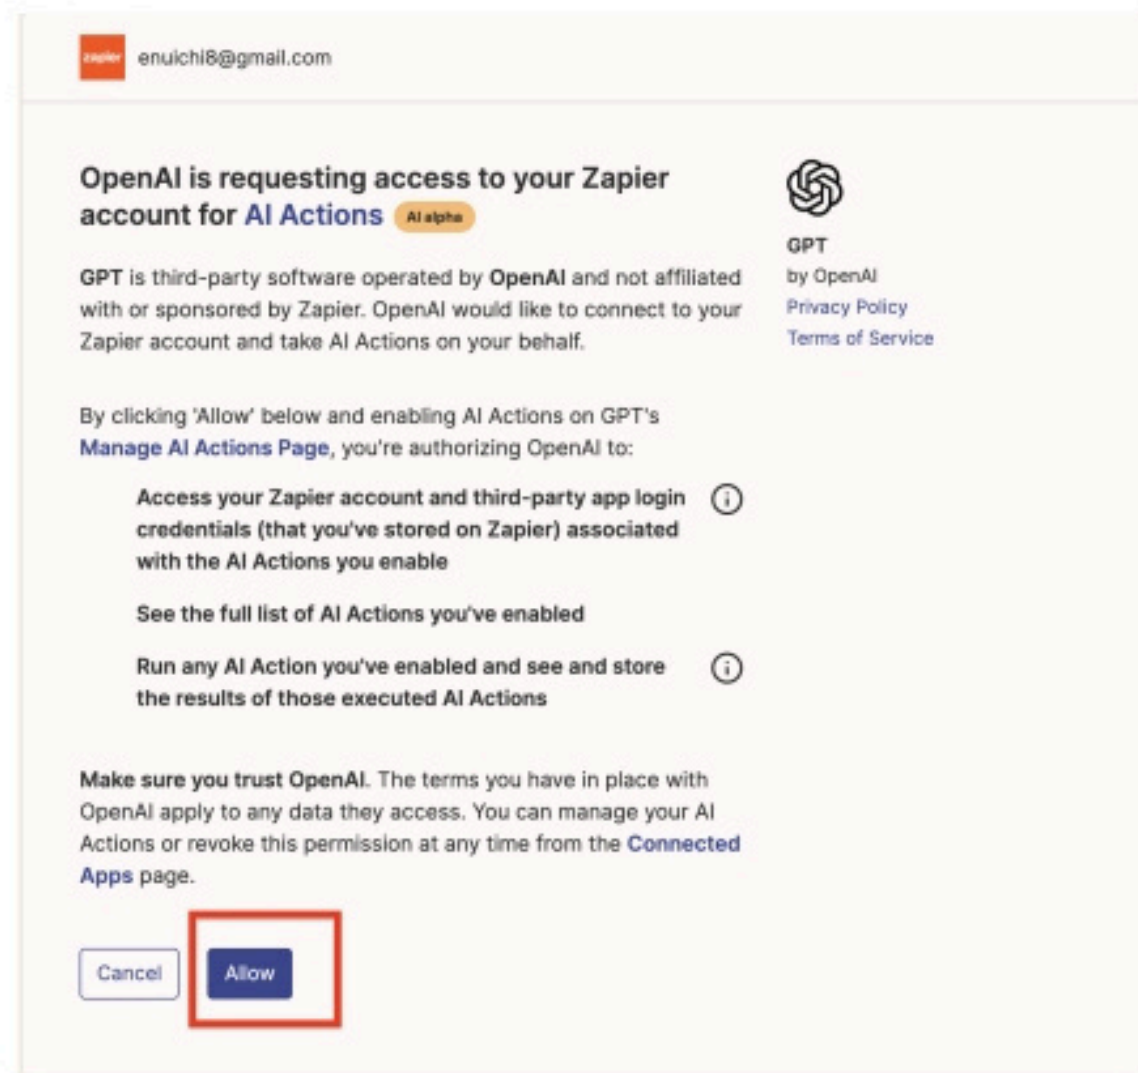 zapier enuichi8@gmail.com
OpenAI is requesting access to your Zapier
account for AI Actions AI alpha
GPT is third-party software operated by OpenAI and not affiliated
with or sponsored by Zapier. OpenAI would like to connect to your
Zapier account and take AI Actions on your behalf.
By clicking 'Allow' below and enabling AI Actions on GPT's
Manage AI Actions Page, you're authorizing OpenAI to:
Access your Zapier account and third-party app login
credentials (that you've stored on Zapier) associated
with the AI Actions you enable
See the full list of AI Actions you've enabled
Run any AI Action you've enabled and see and store
the results of those executed AI Actions
Make sure you trust OpenAI. The terms you have in place with
OpenAI apply to any data they access. You can manage your AI
Actions or revoke this permission at any time from the Connected
Apps page.
Cancel Allow
GPT
by OpenAI
Privacy Policy
Terms of Service